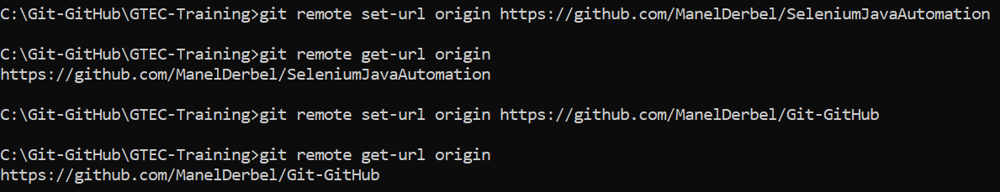 C:\Git-GitHub\GTEC-Training>git remote set-url origin https://github.com/ManelDerbel/SeleniumJavaAutomation
C:\Git-GitHub\GTEC-Training>git remote get-url origin
https://github.com/ManelDerbel/SeleniumJavaAutomation
C:\Git-GitHub\GTEC-Training>git remote set-url origin https://github.com/ManelDerbel/Git-GitHub
C:\Git-GitHub\GTEC-Training>git remote get-url origin
https://github.com/ManelDerbel/Git-GitHub